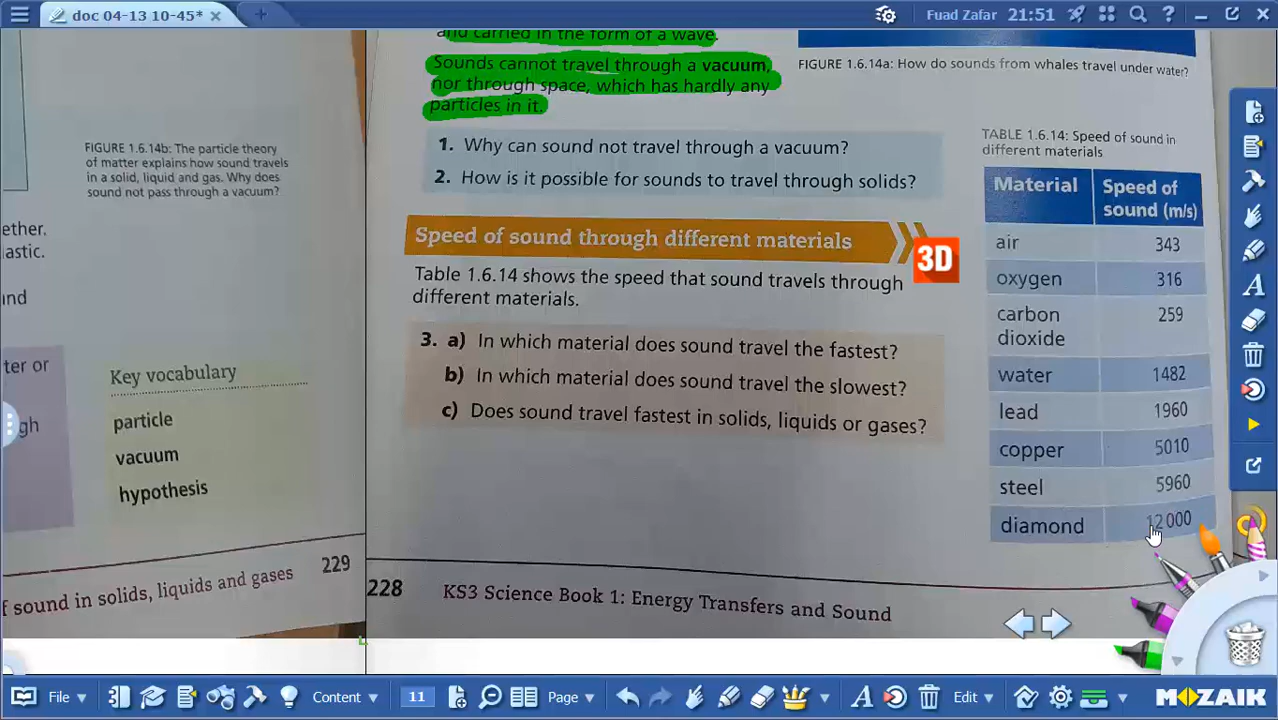 doc 04-13 10-45*
Fuad Zafar 21:51
and carried in the form of a wave.
Sounds cannot travel through a vacuum,
nor through space, which has hardly any
particles in it.
FIGURE 1.6.14a: How do sounds from whales travel under water?
1. Why can sound not travel through a vacuum?
2. How is it possible for sounds to travel through solids?
Speed of sound through different materials
3D
Table 1.6.14 shows the speed that sound travels through
different materials.
3. a) In which material does sound travel the fastest?
b) In which material does sound travel the slowest?
c) Does sound travel fastest in solids, liquids or gases?
TABLE 1.6.14: Speed of sound in
different materials
Material Speed of
sound (m/s)
air 343
oxygen 316
carbon 259
dioxide
water 1482
lead 1960
copper 5010
steel 5960
diamond 12 000
228 KS3 Science Book 1: Energy Transfers and Sound
FIGURE 1.6.14b: The particle theory
of matter explains how sound travels
in a solid, liquid and gas. Why does
sound not pass through a vacuum?
ether.
lastic.
nd
ter or
gh
Key vocabulary
particle
vacuum
hypothesis
f sound in solids, liquids and gases 229
File Content 11 Page Edit MOZAIK